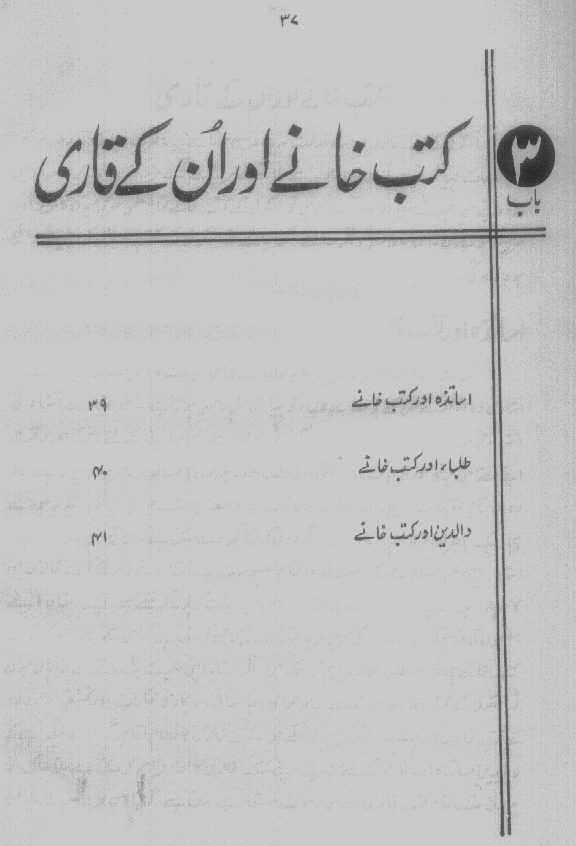 ۳۷
۳
باب
کتب خانے اور اُن کے قاری
اساتذہ اور کتب خانے ۳۹
طلباء اور کتب خانے ۴۰
والدین اور کتب خانے ۴۱